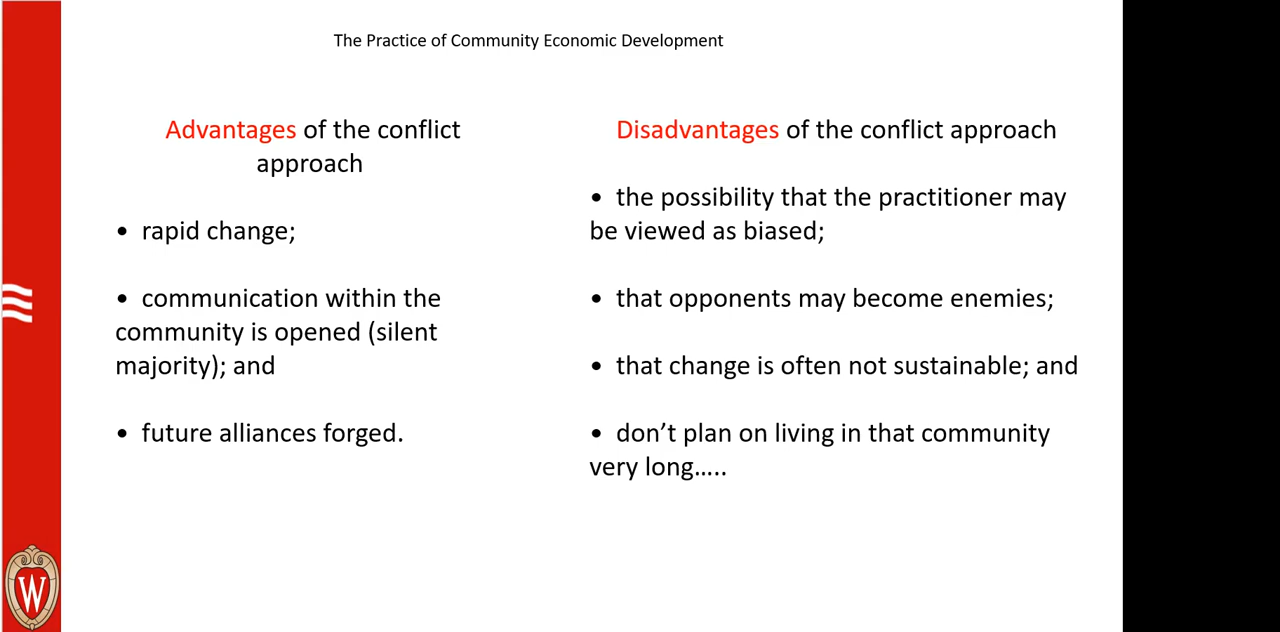 The Practice of Community Economic Development
Advantages of the conflict
approach
• rapid change;
• communication within the
community is opened (silent
majority); and
• future alliances forged.
Disadvantages of the conflict approach
• the possibility that the practitioner may
be viewed as biased;
• that opponents may become enemies;
• that change is often not sustainable; and
• don’t plan on living in that community
very long…..
W